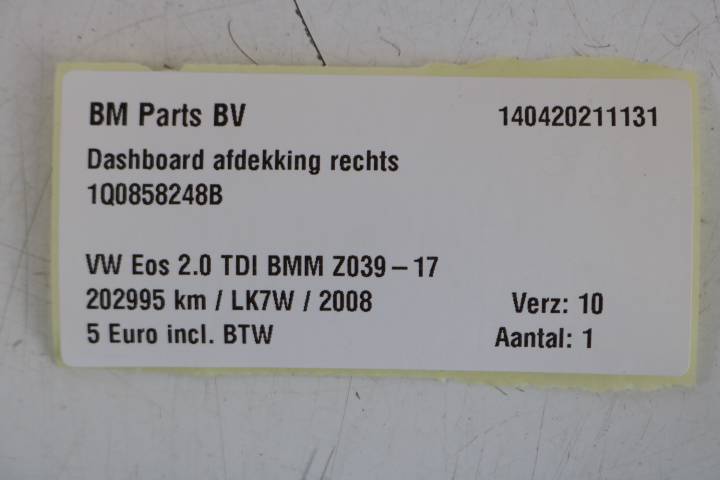 BM Parts BV 140420211131
Dashboard afdekking rechts
1Q0858248B
VW Eos 2.0 TDI BMM Z039-17
202995 km / LK7W / 2008 Verz: 10
5 Euro incl. BTW Aantal: 1